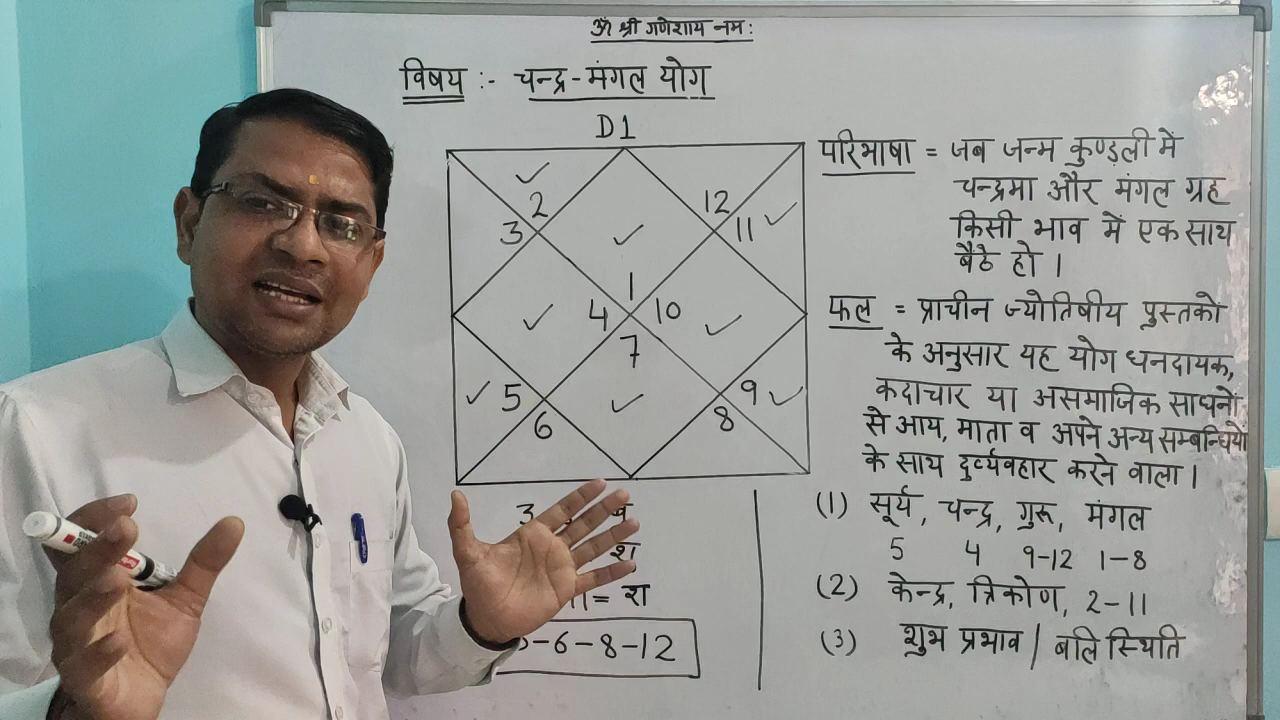 ॐ श्री गणेशाय नमः
विषय :- चन्द्र-मंगल योग
D1
2
12
3
11
1
4
10
7
5
9
6
8
परिभाषा = जब जन्म कुण्डली में
चन्द्रमा और मंगल ग्रह
किसी भाव में एक साथ
बैठे हो ।
फल = प्राचीन ज्योतिषीय पुस्तको
के अनुसार यह योग धनदायक,
कदाचार या असमाजिक साधनो
से आय, माता व अपने अन्य सम्बन्धियो
के साथ दुर्व्यवहार करने वाला ।
(1) सूर्य, चन्द्र, गुरू, मंगल
5 4 9-12 1-8
(2) केन्द्र, त्रिकोण, 2-11
(3) शुभ प्रभाव / बलि स्थिति
3
श
= श
-6-8-12